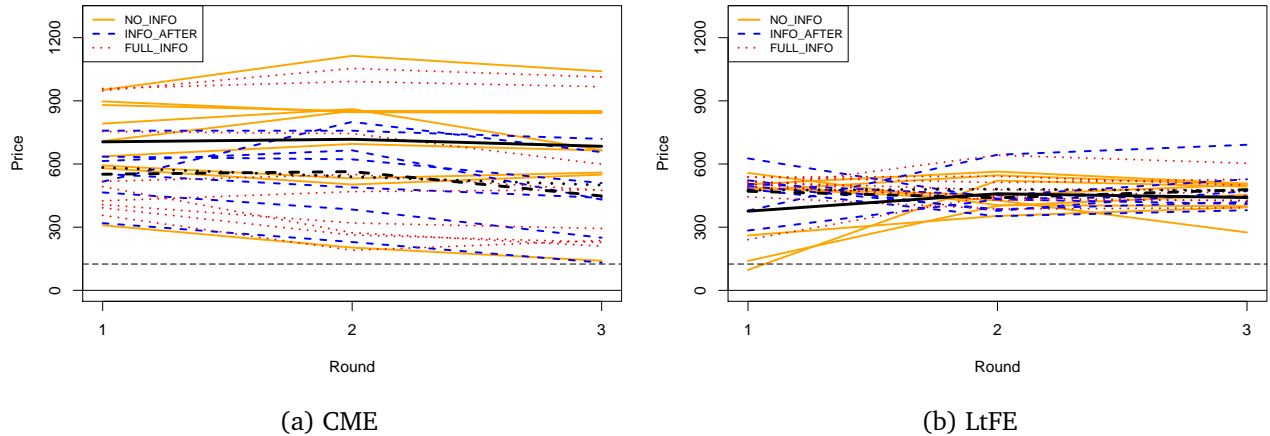 NO_INFO
INFO_AFTER
FULL_INFO
Price
1200
900
600
300
0
1
2
3
Round
(a) CME
NO_INFO
INFO_AFTER
FULL_INFO
Price
1200
900
600
300
0
1
2
3
Round
(b) LtFE